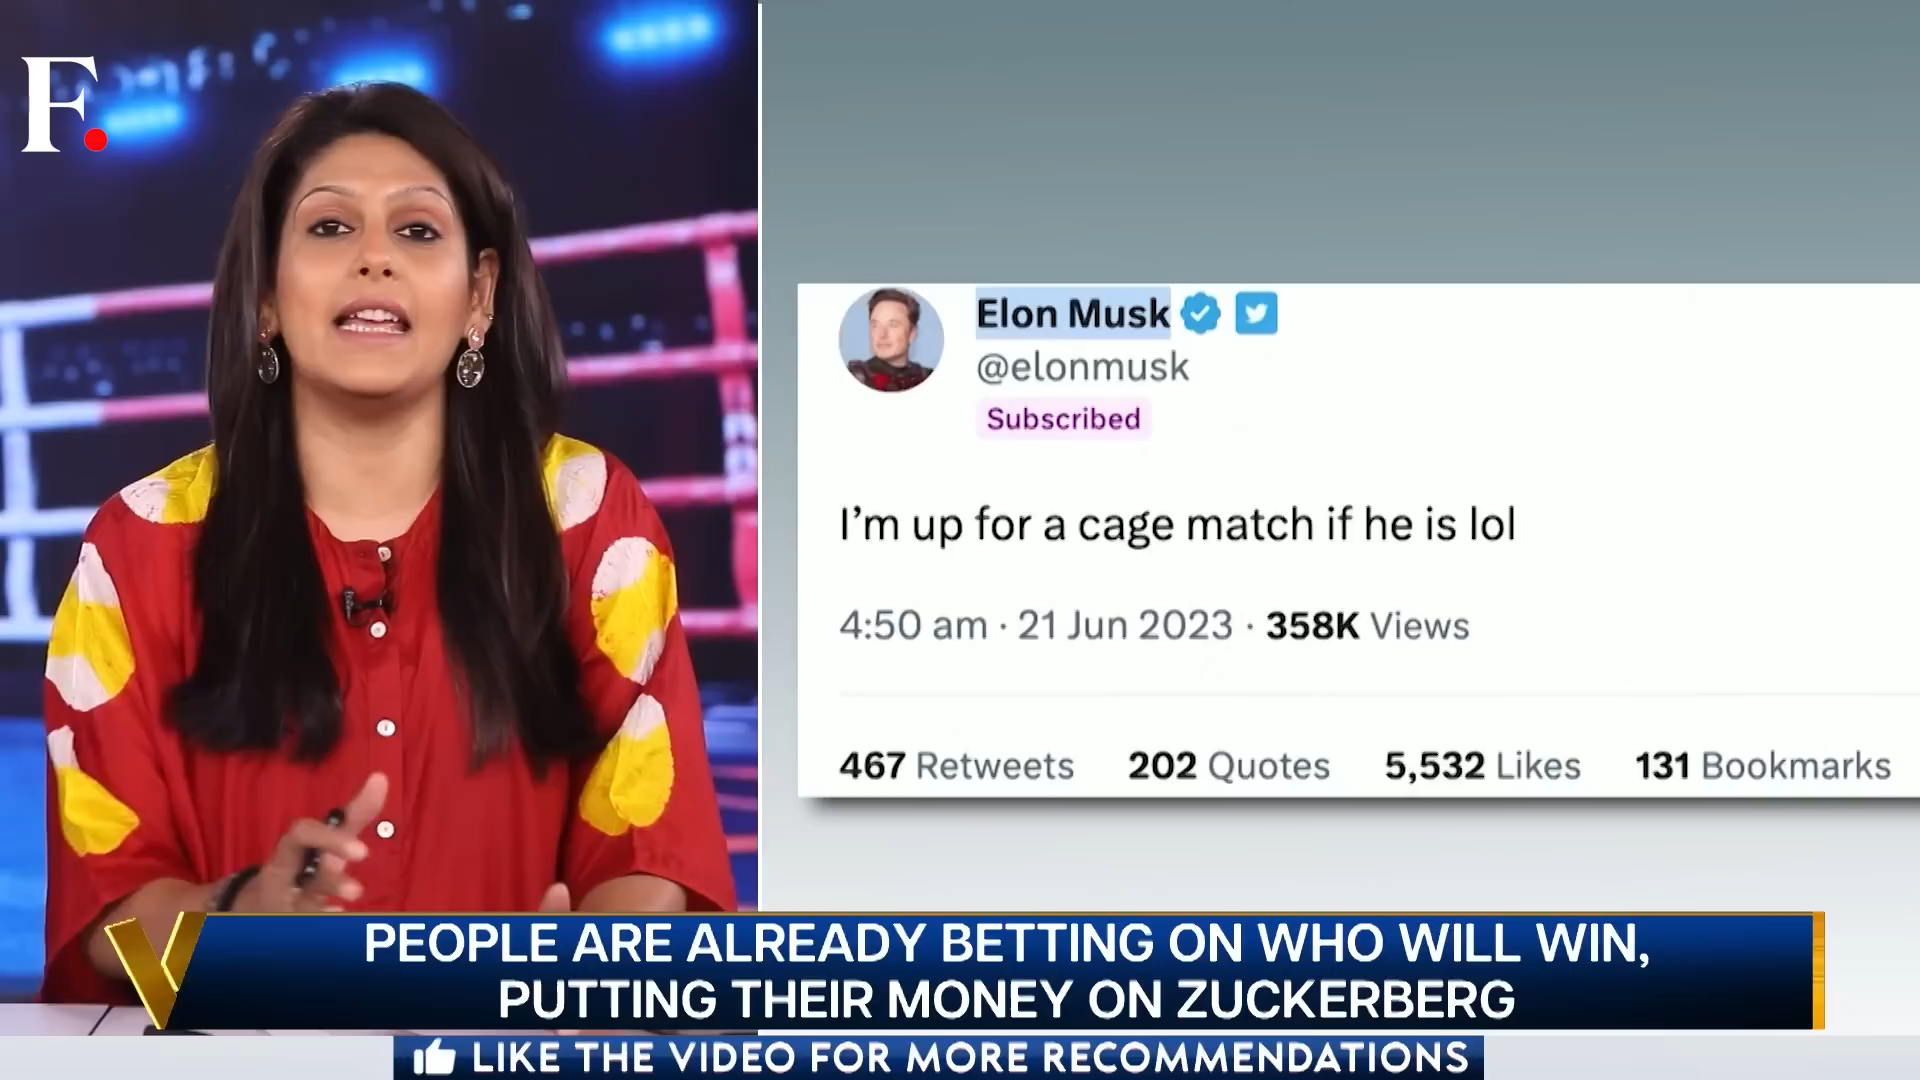 F.
Elon Musk
@elonmusk
Subscribed
I’m up for a cage match if he is lol
4:50 am · 21 Jun 2023 · 358K Views
467 Retweets 202 Quotes 5,532 Likes 131 Bookmarks
PEOPLE ARE ALREADY BETTING ON WHO WILL WIN,
PUTTING THEIR MONEY ON ZUCKERBERG
LIKE THE VIDEO FOR MORE RECOMMENDATIONS